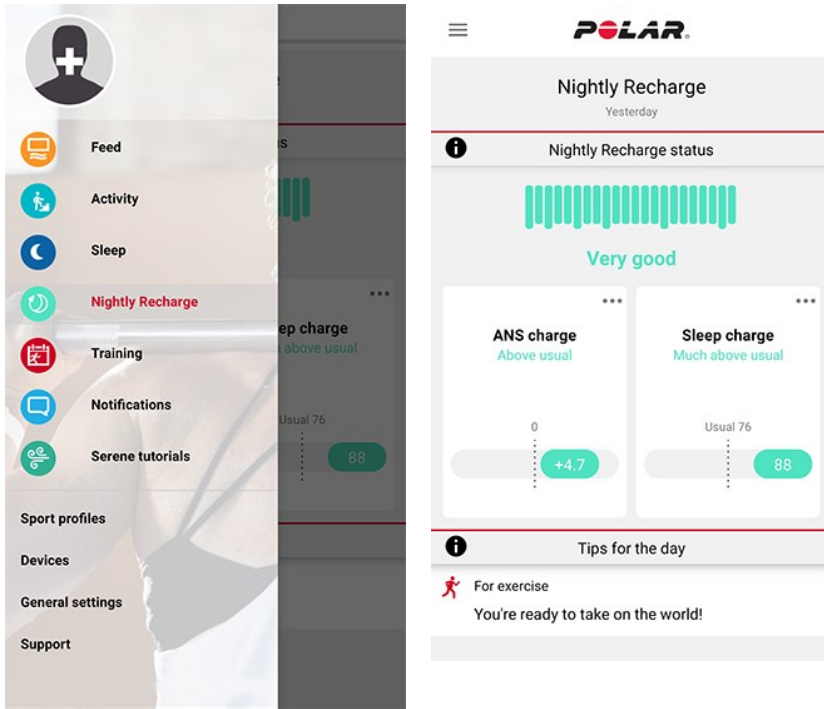 Feed
Activity
Sleep
Nightly Recharge
Training
Notifications
Serene tutorials
Sport profiles
Devices
General settings
Support
s
ep charge
above usual
Usual 76
88
POLAR.
Nightly Recharge
Yesterday
Nightly Recharge status
Very good
ANS charge
Above usual
0
+4.7
Sleep charge
Much above usual
Usual 76
88
Tips for the day
For exercise
You're ready to take on the world!